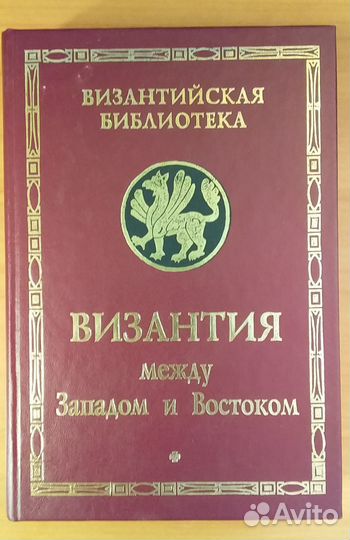 ВИЗАНТИЙСКАЯ
БИБЛИОТЕКА
ВИЗАНТИЯ
между
Западом и Востоком
Avito